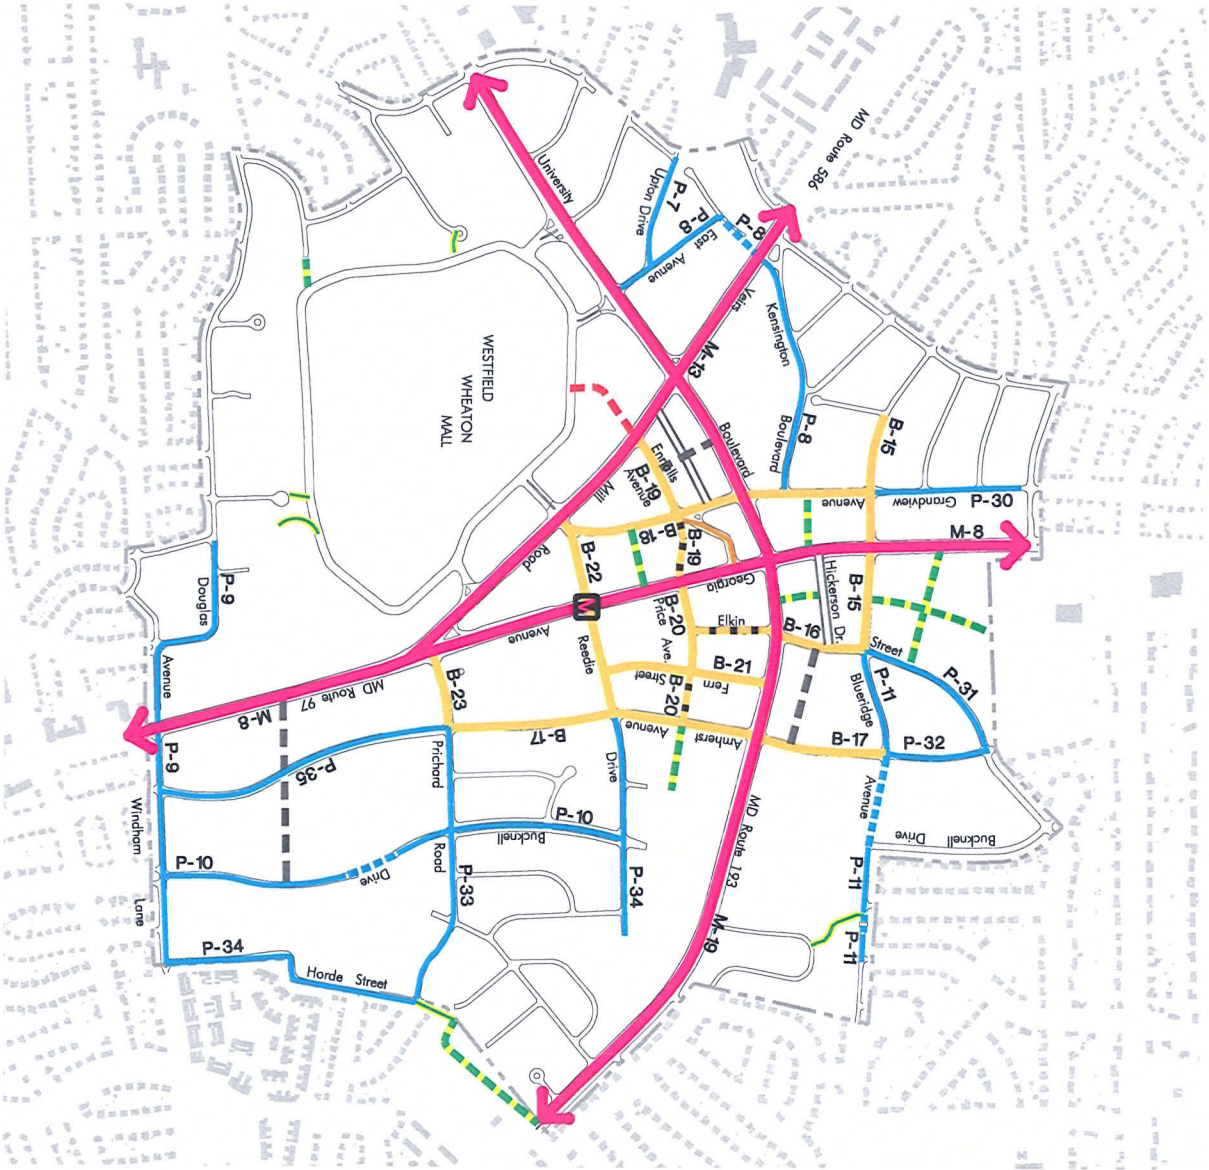 MD Route 586
University
Upton Drive
P-7
P-8
East
Avenue
P-8
Veirs
Kensington
M-13
WESTFIELD
WHEATON
MALL
Boulevard
P-8
Boulevard
B-15
Ennalls
Avenue
B-19
Mill
Avenue
Grandview
P-30
M-8
B-18
B-19
Road
B-22
Georgia
Hickerson Dr.
B-15
P-9
Douglas
M
Price
Ave.
B-20
Elkin
B-16
Street
Avenue
Reedie
B-21
Fern
Street
P-11
P-31
Avenue
B-23
B-20
Blueridge
MD Route 97
M-8
B-17
Avenue
Amherst
B-17
P-32
P-9
P-35
Prichard
Drive
Avenue
Windham
MD Route 193
P-10
Bucknell
Bucknell
Drive
P-10
Drive
Road
P-33
P-34
P-11
Lane
M-19
P-11
P-34
Horde Street